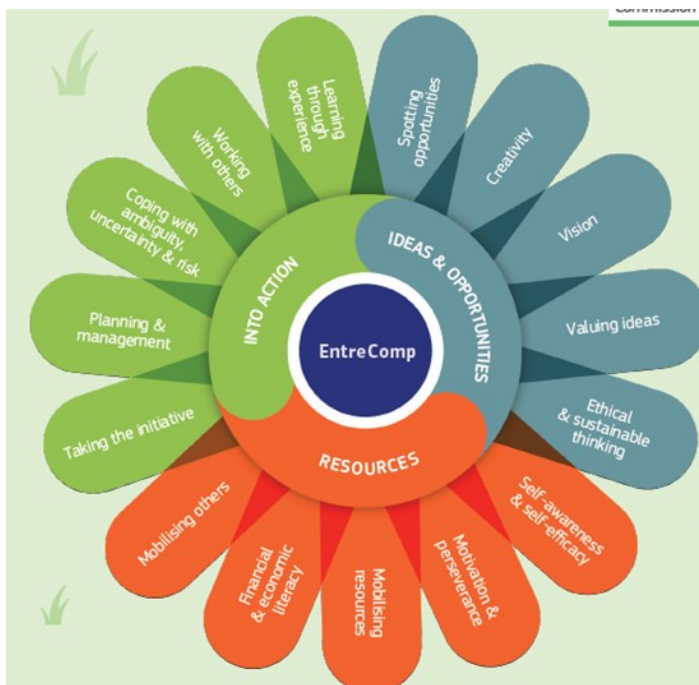 Commission
Spotting
opportunities
Creativity
Vision
Valuing ideas
Ethical
& sustainable
thinking
Self-awareness
& self-efficacy
Motivation &
perseverance
Mobilising
resources
Financial
& economic
literacy
Mobilising others
Taking the initiative
Planning &
management
Coping with
ambiguity,
uncertainty & risk
Working
with others
Learning
through
experience
IDEAS & OPPORTUNITIES
RESOURCES
INTO ACTION
EntreComp